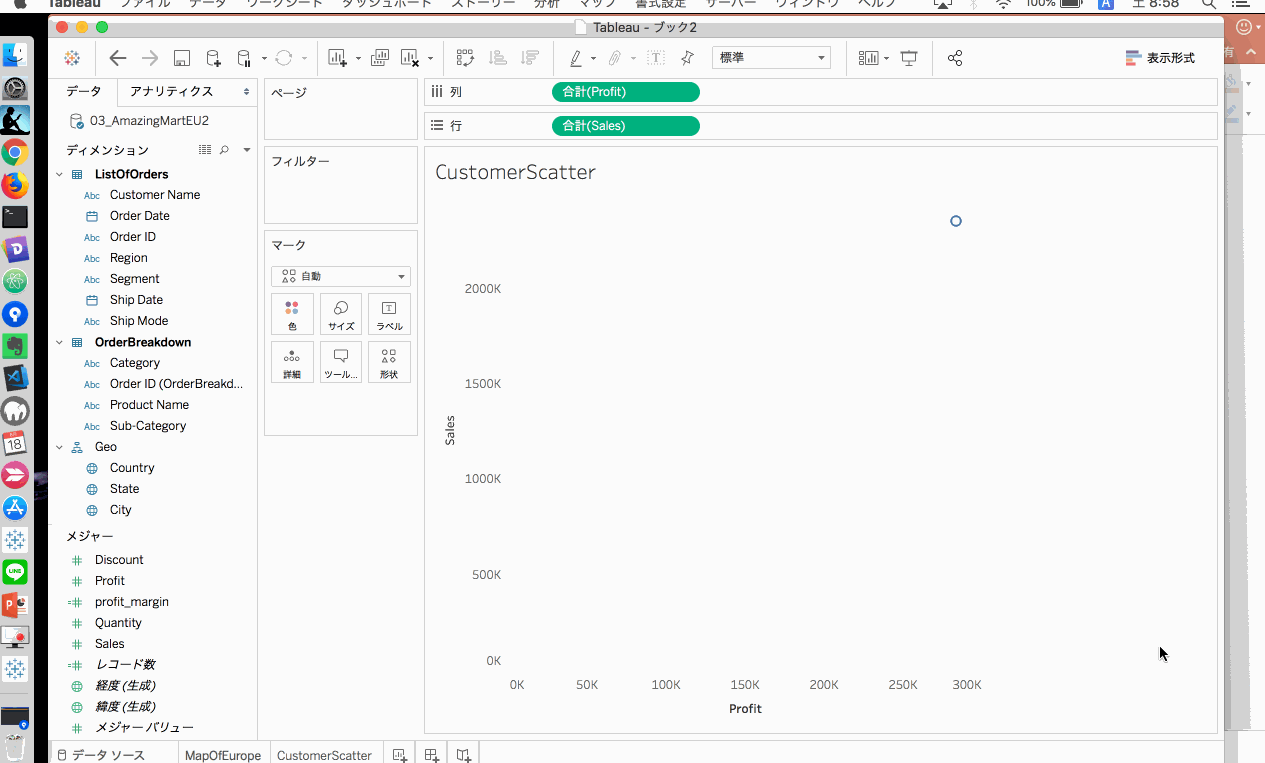 Tableau ファイル データ ワークシート ダッシュボード ストーリー 分析 マップ 書式設定 サーバー ウィンドウ ヘルプ 100% A 土 8:58
Tableau - ブック2
標準
表示形式
有
データ
アナリティクス
03_AmazingMartEU2
ディメンション
ListOfOrders
Abc Customer Name
Order Date
Abc Order ID
Abc Region
Abc Segment
Ship Date
Abc Ship Mode
OrderBreakdown
Abc Category
Abc Order ID (OrderBreakd...
Abc Product Name
Abc Sub-Category
Geo
Country
State
City
メジャー
Discount
Profit
profit_margin
Quantity
Sales
レコード数
経度 (生成)
緯度 (生成)
メジャー バリュー
ページ
フィルター
マーク
自動
色
サイズ
ラベル
詳細
ツール...
形状
列
合計(Profit)
行
合計(Sales)
CustomerScatter
2000K
1500K
1000K
500K
0K
Sales
0K 50K 100K 150K 200K 250K 300K
Profit
データ ソース
MapOfEurope
CustomerScatter
18
LINE